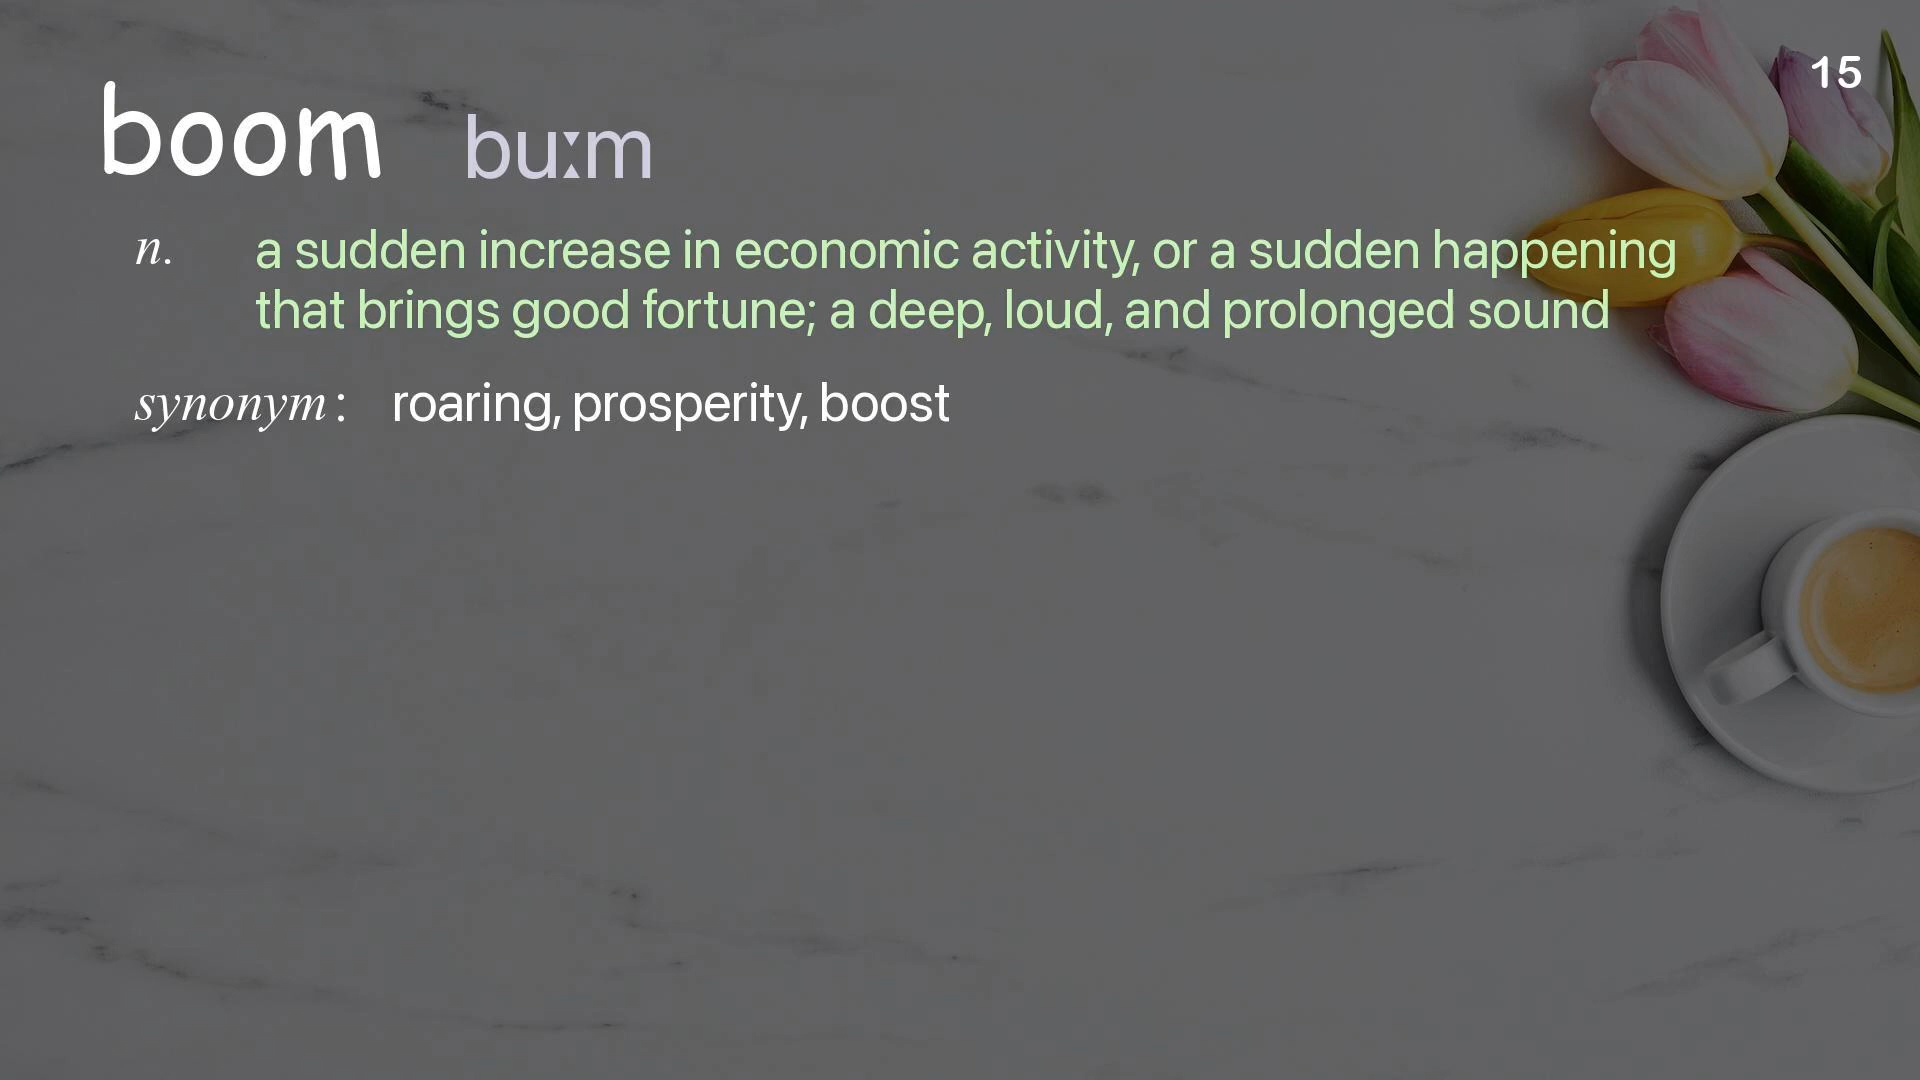 15
boom buːm
n. a sudden increase in economic activity, or a sudden happening
that brings good fortune; a deep, loud, and prolonged sound
synonym : roaring, prosperity, boost